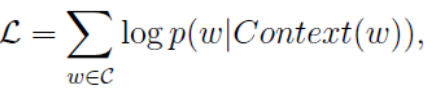 ℒ = ∑_{w∈𝒞} log p(w|Context(w)),